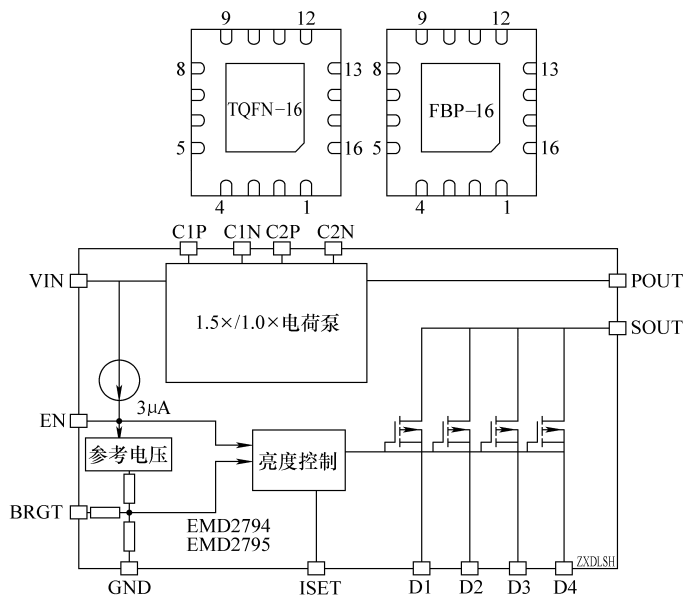 9 12
9 12
8 13
8 13
TQFN-16
FBP-16
5 16
5 16
4 1
4 1
C1P C1N C2P C2N
VIN
POUT
1.5×/1.0×电荷泵
SOUT
3μA
EN
参考电压
亮度控制
BRGT
EMD2794
EMD2795
ZXDLSH
GND ISET D1 D2 D3 D4